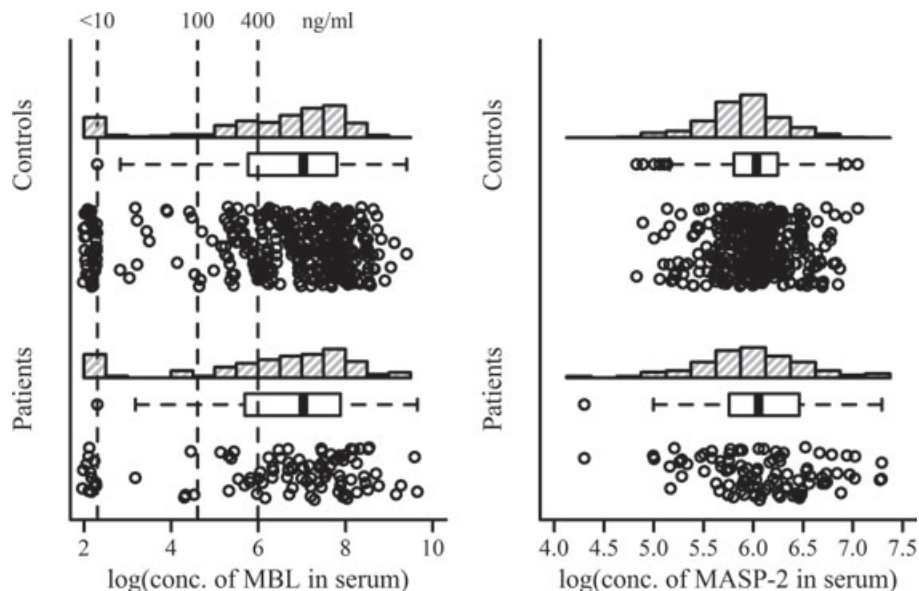 <10 100 400 ng/ml
Controls
Patients
2 4 6 8 10
log(conc. of MBL in serum)
Controls
Patients
4.0 4.5 5.0 5.5 6.0 6.5 7.0 7.5
log(conc. of MASP-2 in serum)